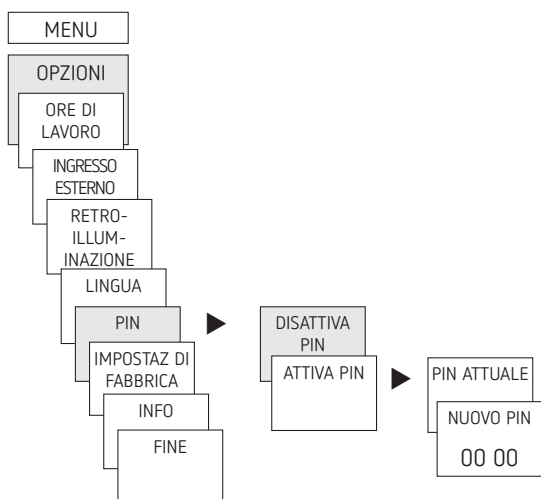 MENU
OPZIONI
ORE DI
LAVORO
INGRESSO
ESTERNO
RETRO-
ILLUM-
INAZIONE
LINGUA
PIN
IMPOSTAZ DI
FABBRICA
INFO
FINE
DISATTIVA
PIN
ATTIVA PIN
PIN ATTUALE
NUOVO PIN
00 00